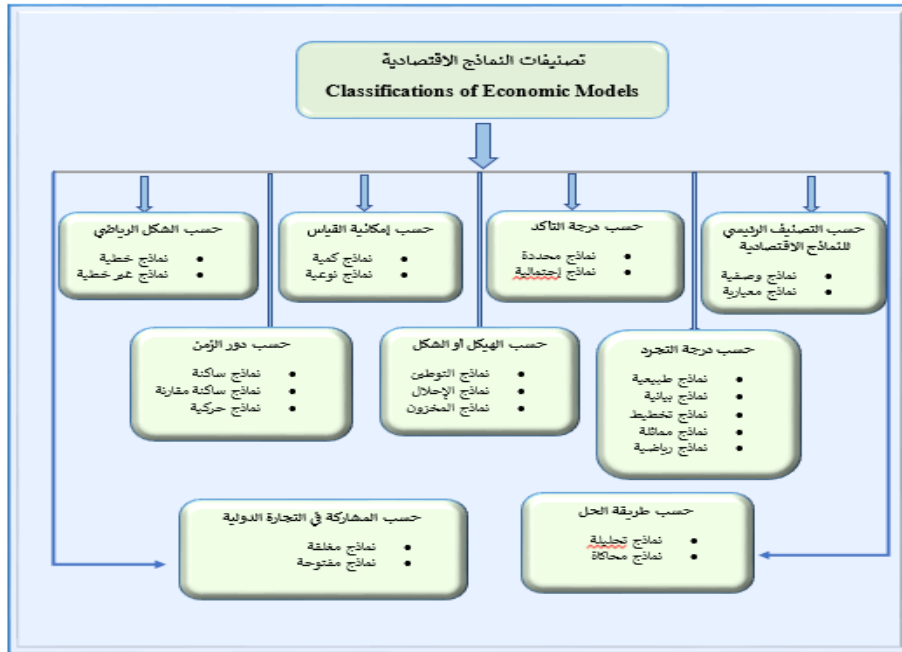 تصنيفات النماذج الاقتصادية
Classifications of Economic Models
حسب التصنيف الرئيسي
للنماذج الاقتصادية
• نماذج وصفية
• نماذج معيارية
حسب درجة التأكد
• نماذج محددة
• نماذج إحتمالية
حسب إمكانية القياس
• نماذج كمية
• نماذج نوعية
حسب الشكل الرياضي
• نماذج خطية
• نماذج غير خطية
حسب درجة التجرد
• نماذج طبيعية
• نماذج بيانية
• نماذج تخطيط
• نماذج مماثلة
• نماذج رياضية
حسب الهيكل أو الشكل
• نماذج التوطين
• نماذج الإحلال
• نماذج المخزون
حسب دور الزمن
• نماذج ساكنة
• نماذج ساكنة مقارنة
• نماذج حركية
حسب طريقة الحل
• نماذج تحليلة
• نماذج محاكاة
حسب المشاركة في التجارة الدولية
• نماذج مغلقة
• نماذج مفتوحة